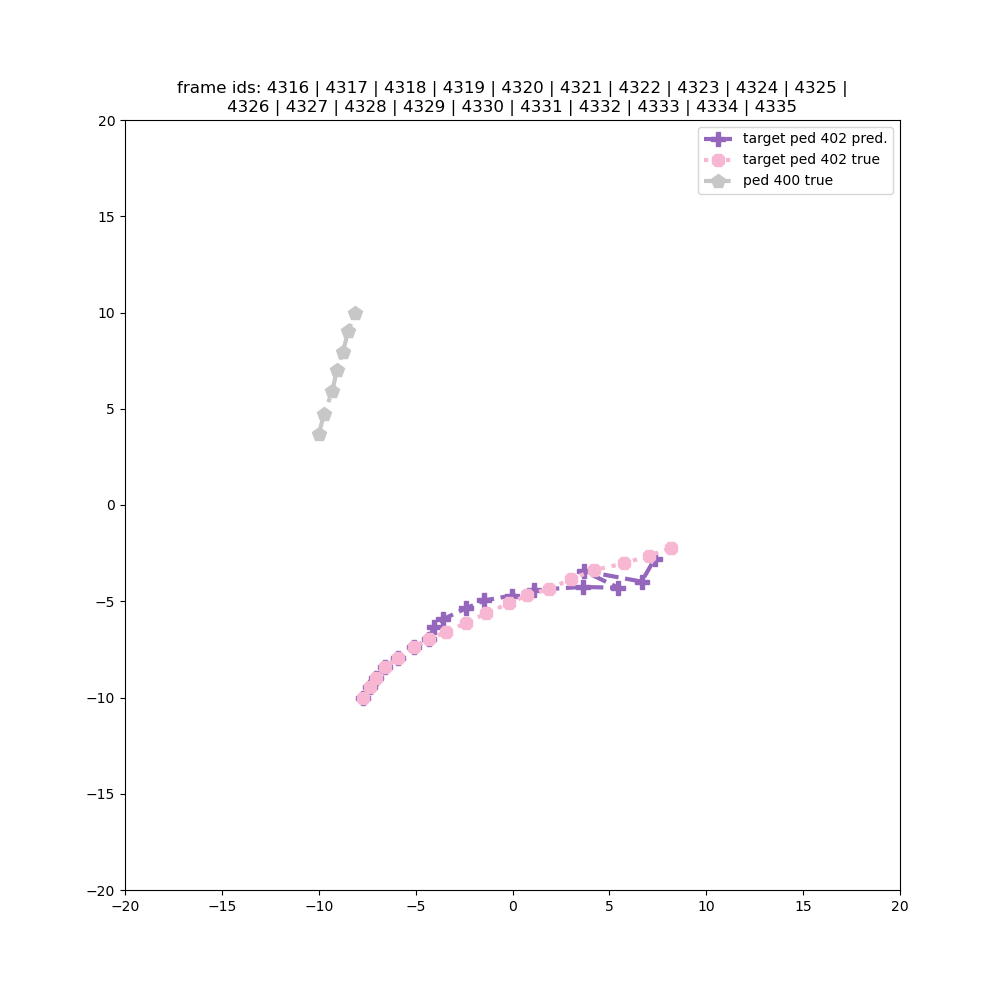 frame ids: 4316 | 4317 | 4318 | 4319 | 4320 | 4321 | 4322 | 4323 | 4324 | 4325 |
4326 | 4327 | 4328 | 4329 | 4330 | 4331 | 4332 | 4333 | 4334 | 4335
target ped 402 pred.
target ped 402 true
ped 400 true
20
15
10
5
0
−5
−10
−15
−20
−20 −15 −10 −5 0 5 10 15 20